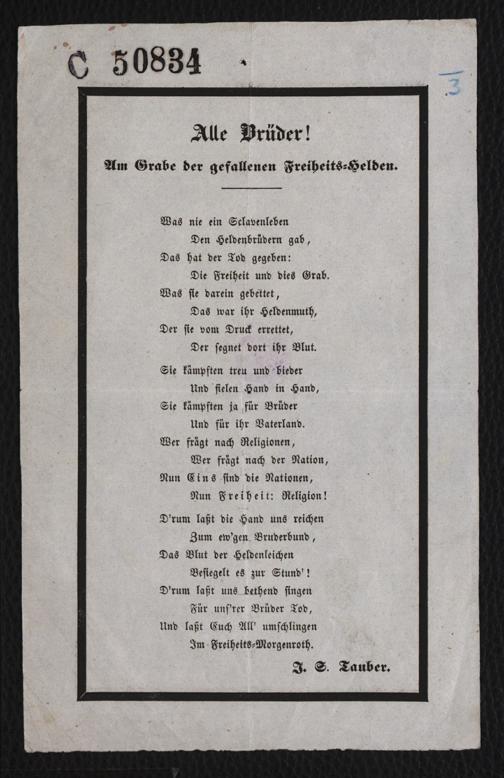 C 50834
3
Alle Brüder!
Am Grabe der gefallenen Freiheits-Helden.
Was nie ein Sclavenleben
Den Heldenbrüdern gab,
Das hat der Tod gegeben:
Die Freiheit und dies Grab.
Was sie darein gebettet,
Das war ihr Heldenmuth,
Der sie vom Druck errettet,
Der segnet dort ihr Blut.
Sie kämpften treu und bieder
Und fielen Hand in Hand,
Sie kämpften ja für Brüder
Und für ihr Vaterland.
Wer frägt nach Religionen,
Wer frägt nach der Nation,
Nun Eins sind die Nationen,
Nun Freiheit: Religion!
D'rum laßt die Hand uns reichen
Zum ew'gen Bruderbund,
Das Blut der Heldenleichen
Besiegelt es zur Stund'!
D'rum laßt uns bethend singen
Für uns'rer Brüder Tod,
Und laßt Euch All' umschlingen
Im Freiheits-Morgenroth.
J. S. Tauber.